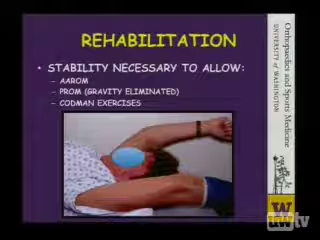 REHABILITATION
• STABILITY NECESSARY TO ALLOW:
– AAROM
– PROM (GRAVITY ELIMINATED)
– CODMAN EXERCISES
Orthopaedics and Sports Medicine
UNIVERSITY of WASHINGTON
UWtv